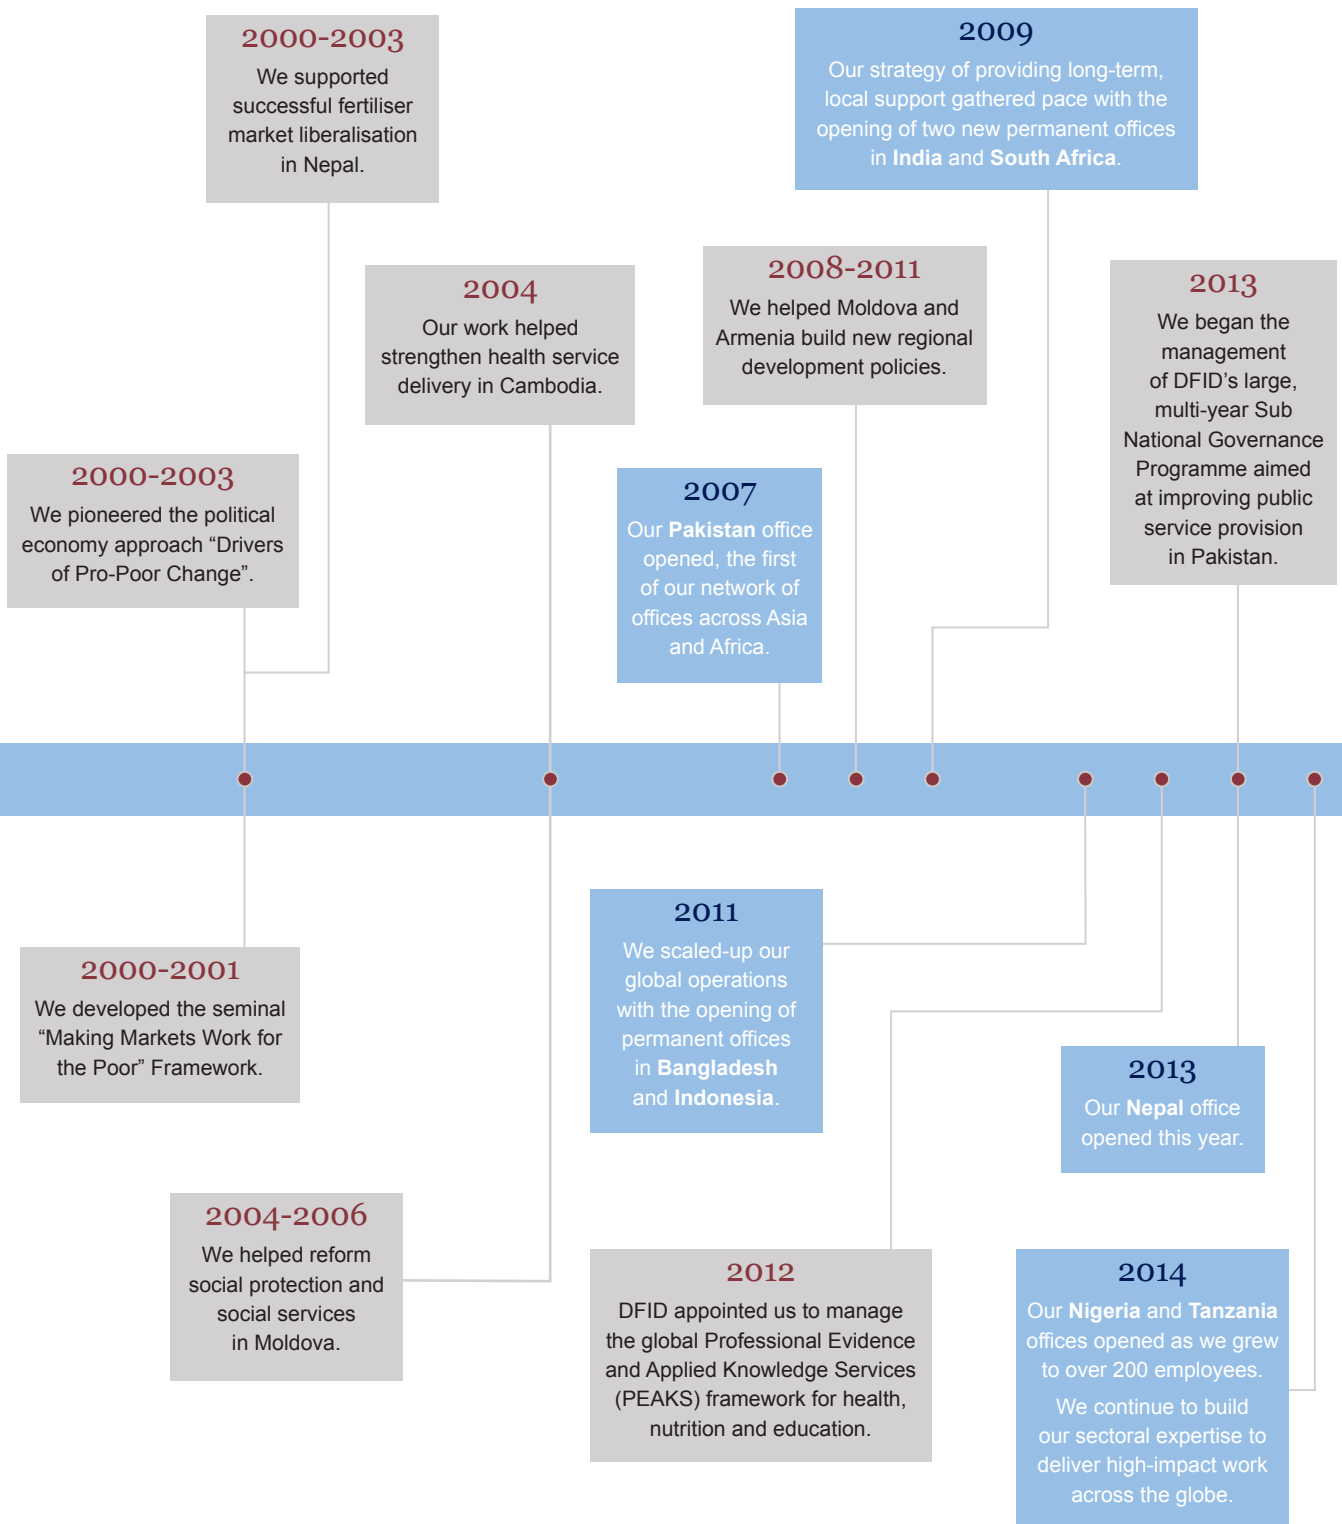 2000-2003
We supported
successful fertiliser
market liberalisation
in Nepal.
2009
Our strategy of providing long-term,
local support gathered pace with the
opening of two new permanent offices
in India and South Africa.
2004
Our work helped
strengthen health service
delivery in Cambodia.
2008-2011
We helped Moldova and
Armenia build new regional
development policies.
2013
We began the
management
of DFID’s large,
multi-year Sub
National Governance
Programme aimed
at improving public
service provision
in Pakistan.
2000-2003
We pioneered the political
economy approach “Drivers
of Pro-Poor Change”.
2007
Our Pakistan office
opened, the first
of our network of
offices across Asia
and Africa.
2011
We scaled-up our
global operations
with the opening of
permanent offices
in Bangladesh
and Indonesia.
2000-2001
We developed the seminal
“Making Markets Work for
the Poor” Framework.
2013
Our Nepal office
opened this year.
2004-2006
We helped reform
social protection and
social services
in Moldova.
2012
DFID appointed us to manage
the global Professional Evidence
and Applied Knowledge Services
(PEAKS) framework for health,
nutrition and education.
2014
Our Nigeria and Tanzania
offices opened as we grew
to over 200 employees.
We continue to build
our sectoral expertise to
deliver high-impact work
across the globe.